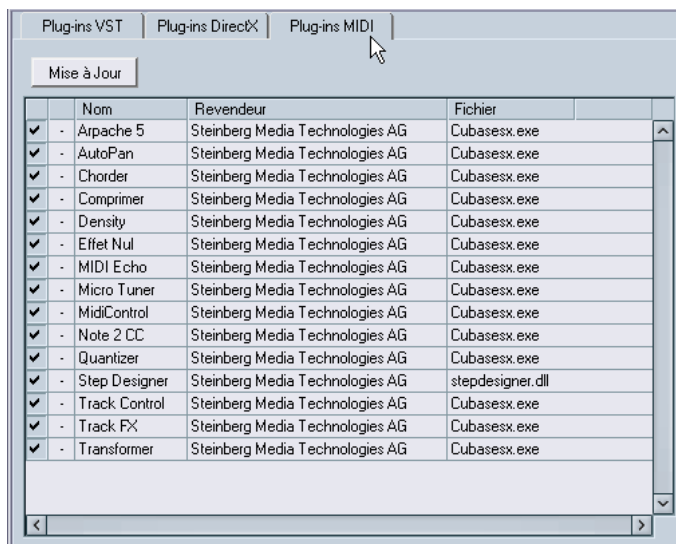 Plug-ins VST Plug-ins DirectX Plug-ins MIDI
Mise à Jour
Nom Revendeur Fichier
- Arpache 5 Steinberg Media Technologies AG Cubasesx.exe
- AutoPan Steinberg Media Technologies AG Cubasesx.exe
- Chorder Steinberg Media Technologies AG Cubasesx.exe
- Comprimer Steinberg Media Technologies AG Cubasesx.exe
- Density Steinberg Media Technologies AG Cubasesx.exe
- Effet Nul Steinberg Media Technologies AG Cubasesx.exe
- MIDI Echo Steinberg Media Technologies AG Cubasesx.exe
- Micro Tuner Steinberg Media Technologies AG Cubasesx.exe
- MidiControl Steinberg Media Technologies AG Cubasesx.exe
- Note 2 CC Steinberg Media Technologies AG Cubasesx.exe
- Quantizer Steinberg Media Technologies AG Cubasesx.exe
- Step Designer Steinberg Media Technologies AG stepdesigner.dll
- Track Control Steinberg Media Technologies AG Cubasesx.exe
- Track FX Steinberg Media Technologies AG Cubasesx.exe
- Transformer Steinberg Media Technologies AG Cubasesx.exe